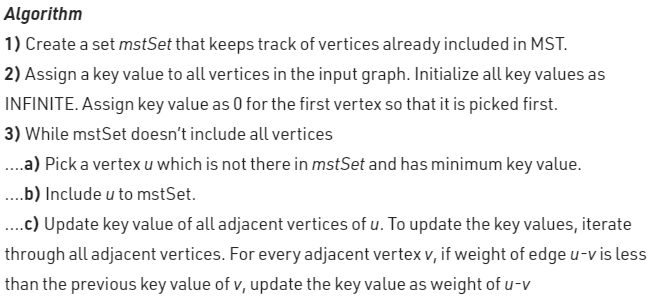 Algorithm
1) Create a set mstSet that keeps track of vertices already included in MST.
2) Assign a key value to all vertices in the input graph. Initialize all key values as
INFINITE. Assign key value as 0 for the first vertex so that it is picked first.
3) While mstSet doesn’t include all vertices
....a) Pick a vertex u which is not there in mstSet and has minimum key value.
....b) Include u to mstSet.
....c) Update key value of all adjacent vertices of u. To update the key values, iterate
through all adjacent vertices. For every adjacent vertex v, if weight of edge u-v is less
than the previous key value of v, update the key value as weight of u-v